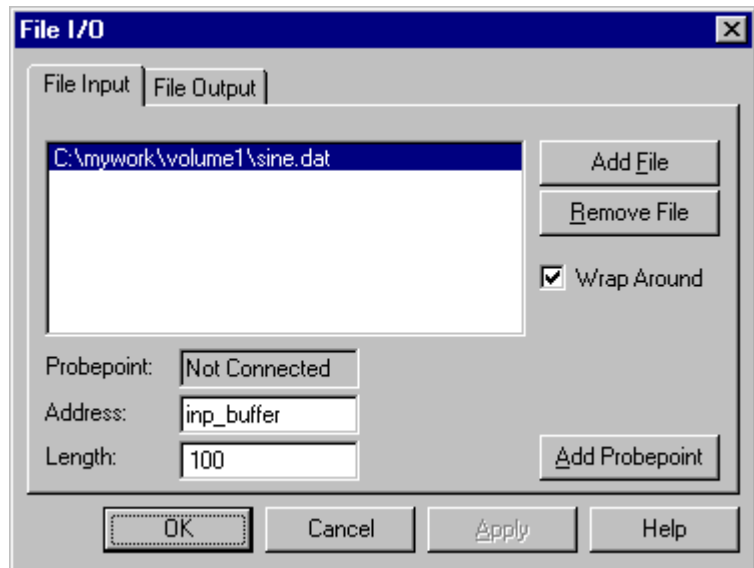 File I/O
File Input File Output
C:\mywork\volume1\sine.dat
Add File
Remove File
Wrap Around
Probepoint: Not Connected
Address: inp_buffer
Length: 100
Add Probepoint
OK Cancel Apply Help